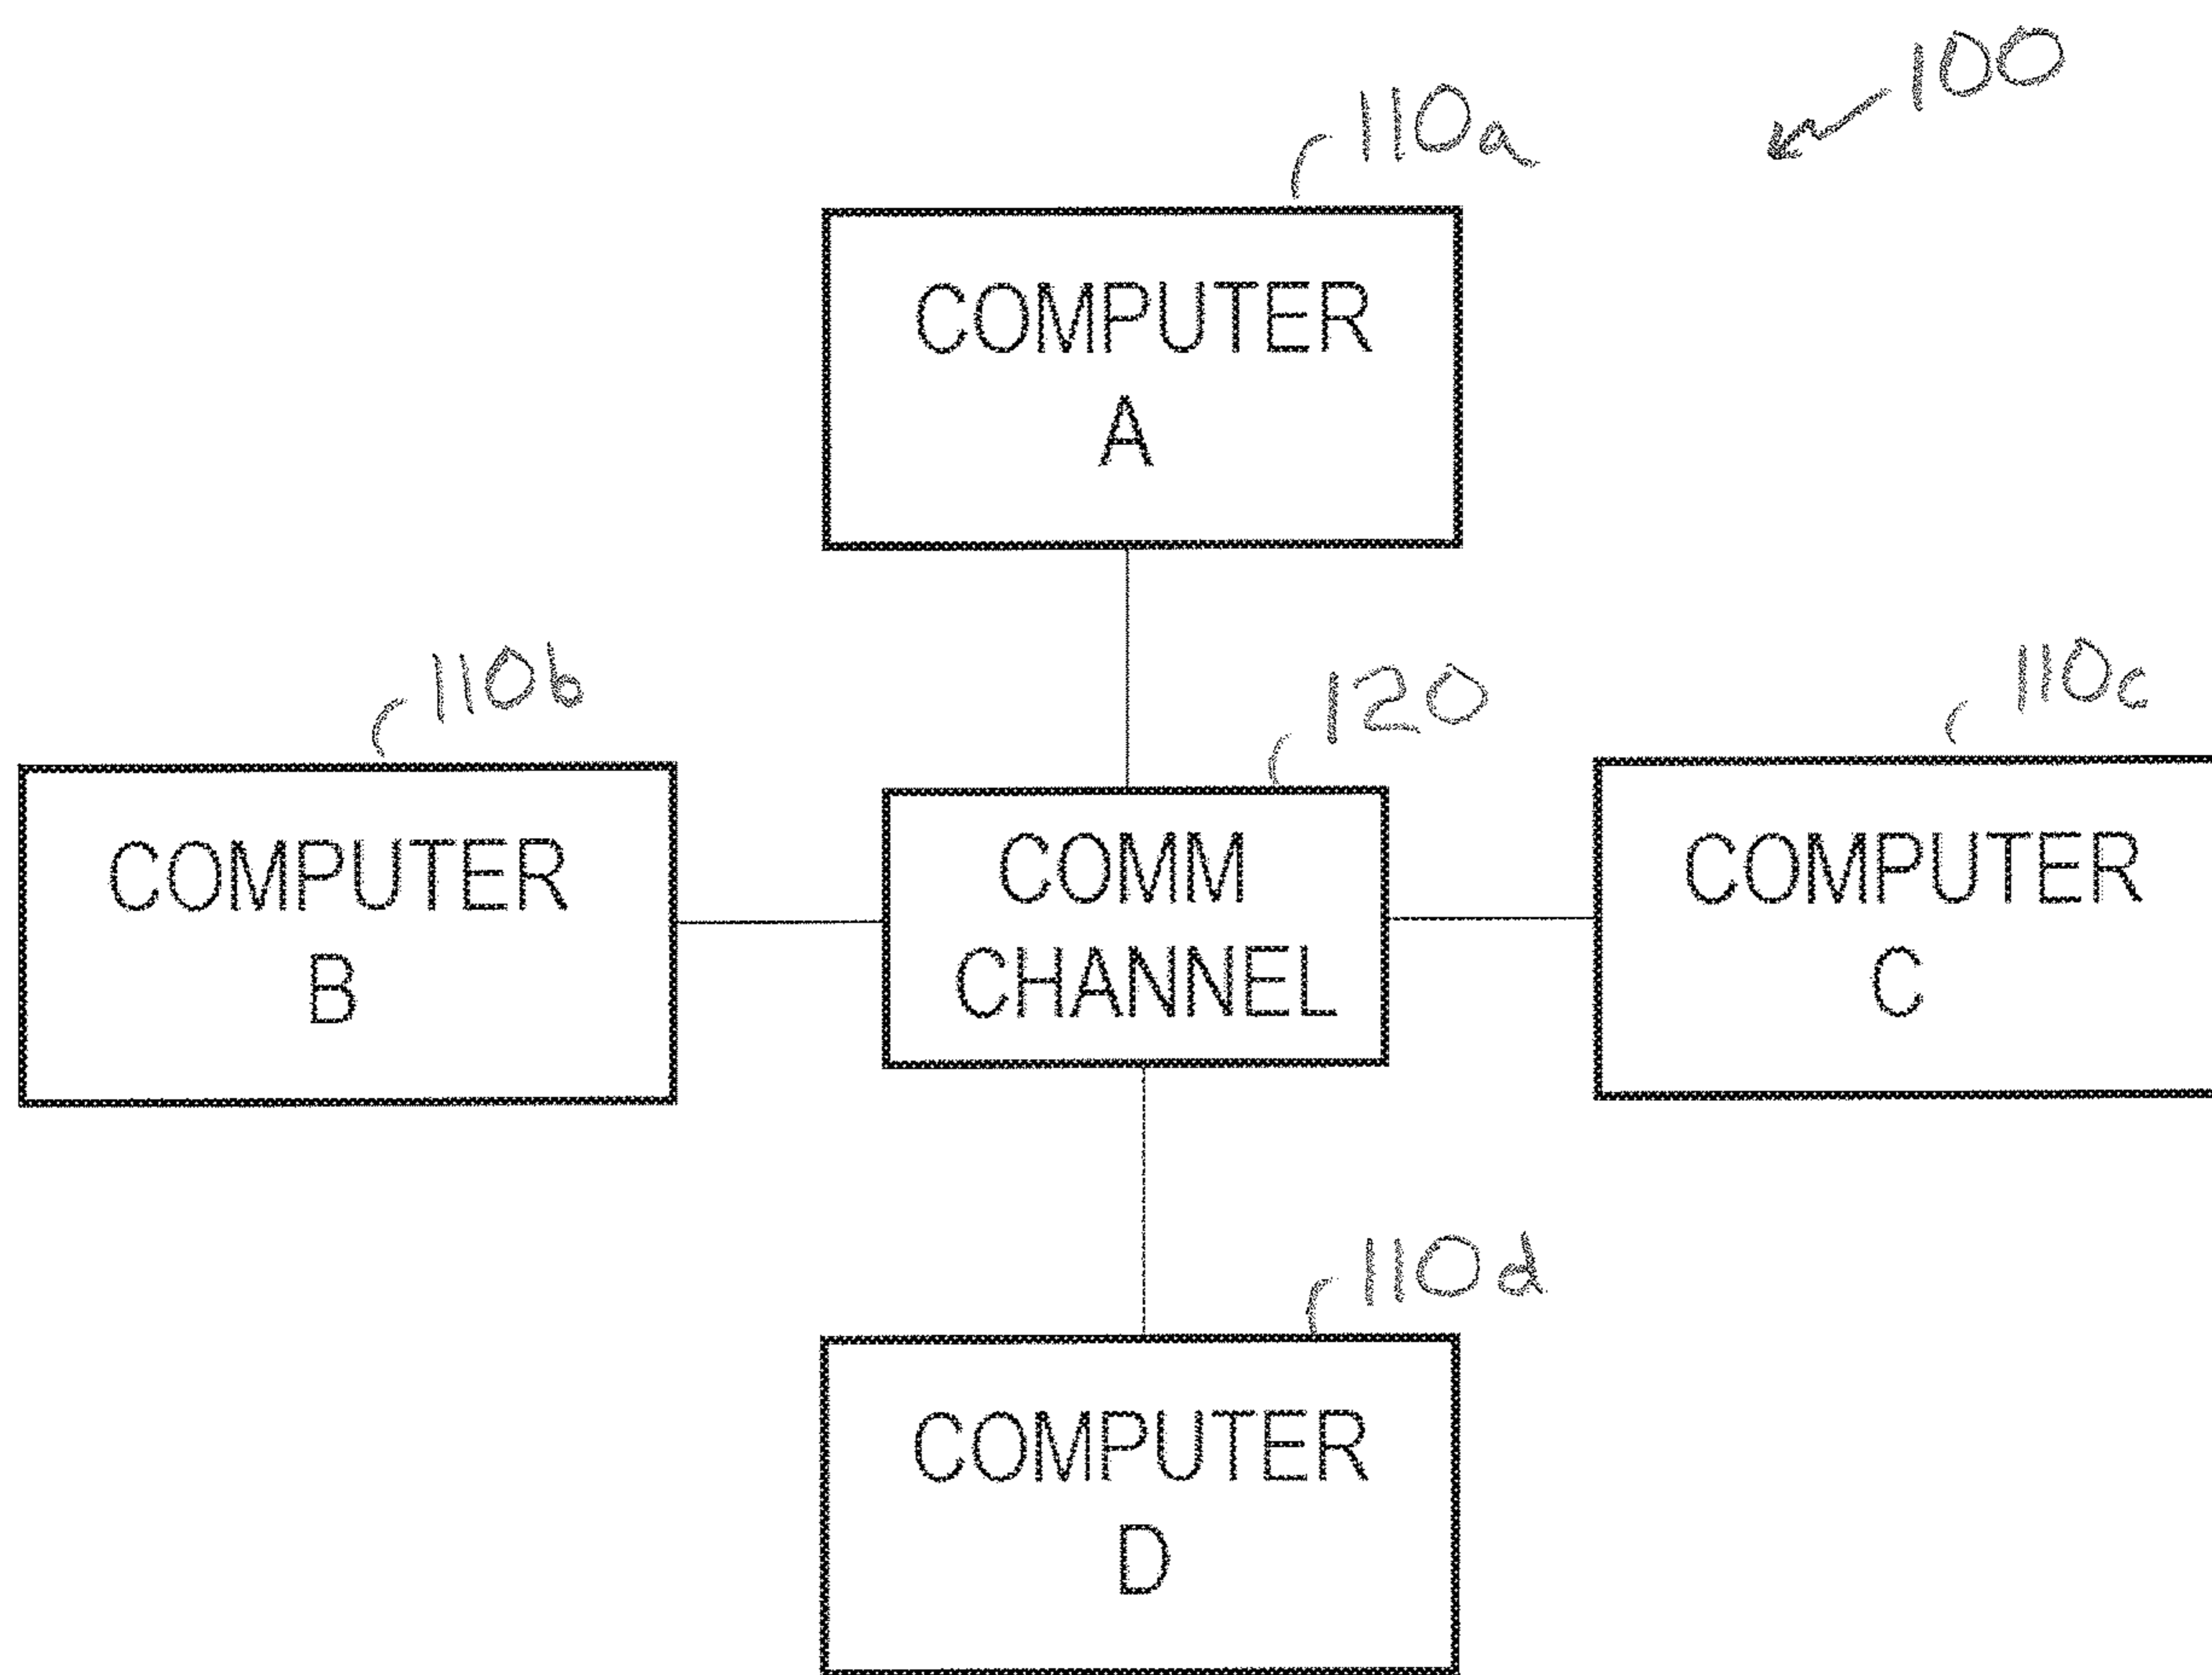 100
110a
COMPUTER
A
110b
120
110c
COMPUTER
B
COMM
CHANNEL
COMPUTER
C
110d
COMPUTER
D